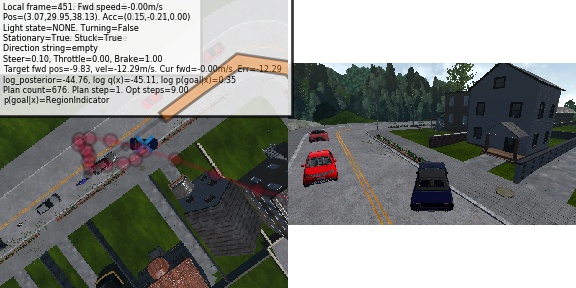 Local frame=451. Fwd speed=-0.00m/s
Pos=(3.07,29.95,38.13). Acc=(0.15,-0.21,0.00)
Light state=NONE. Turning=False
Stationary=True. Stuck=True
Direction string=empty
Steer=0.10, Throttle=0.00, Brake=1.00
Target fwd pos=-9.83, vel=-12.29m/s. Cur fwd=-0.00m/s, Err=-12.29
log_posterior=-44.76, log q(x)=-45.11, log p(goal|x)=0.35
Plan count=676. Plan step=1. Opt steps=9.00
p(goal|x)=RegionIndicator